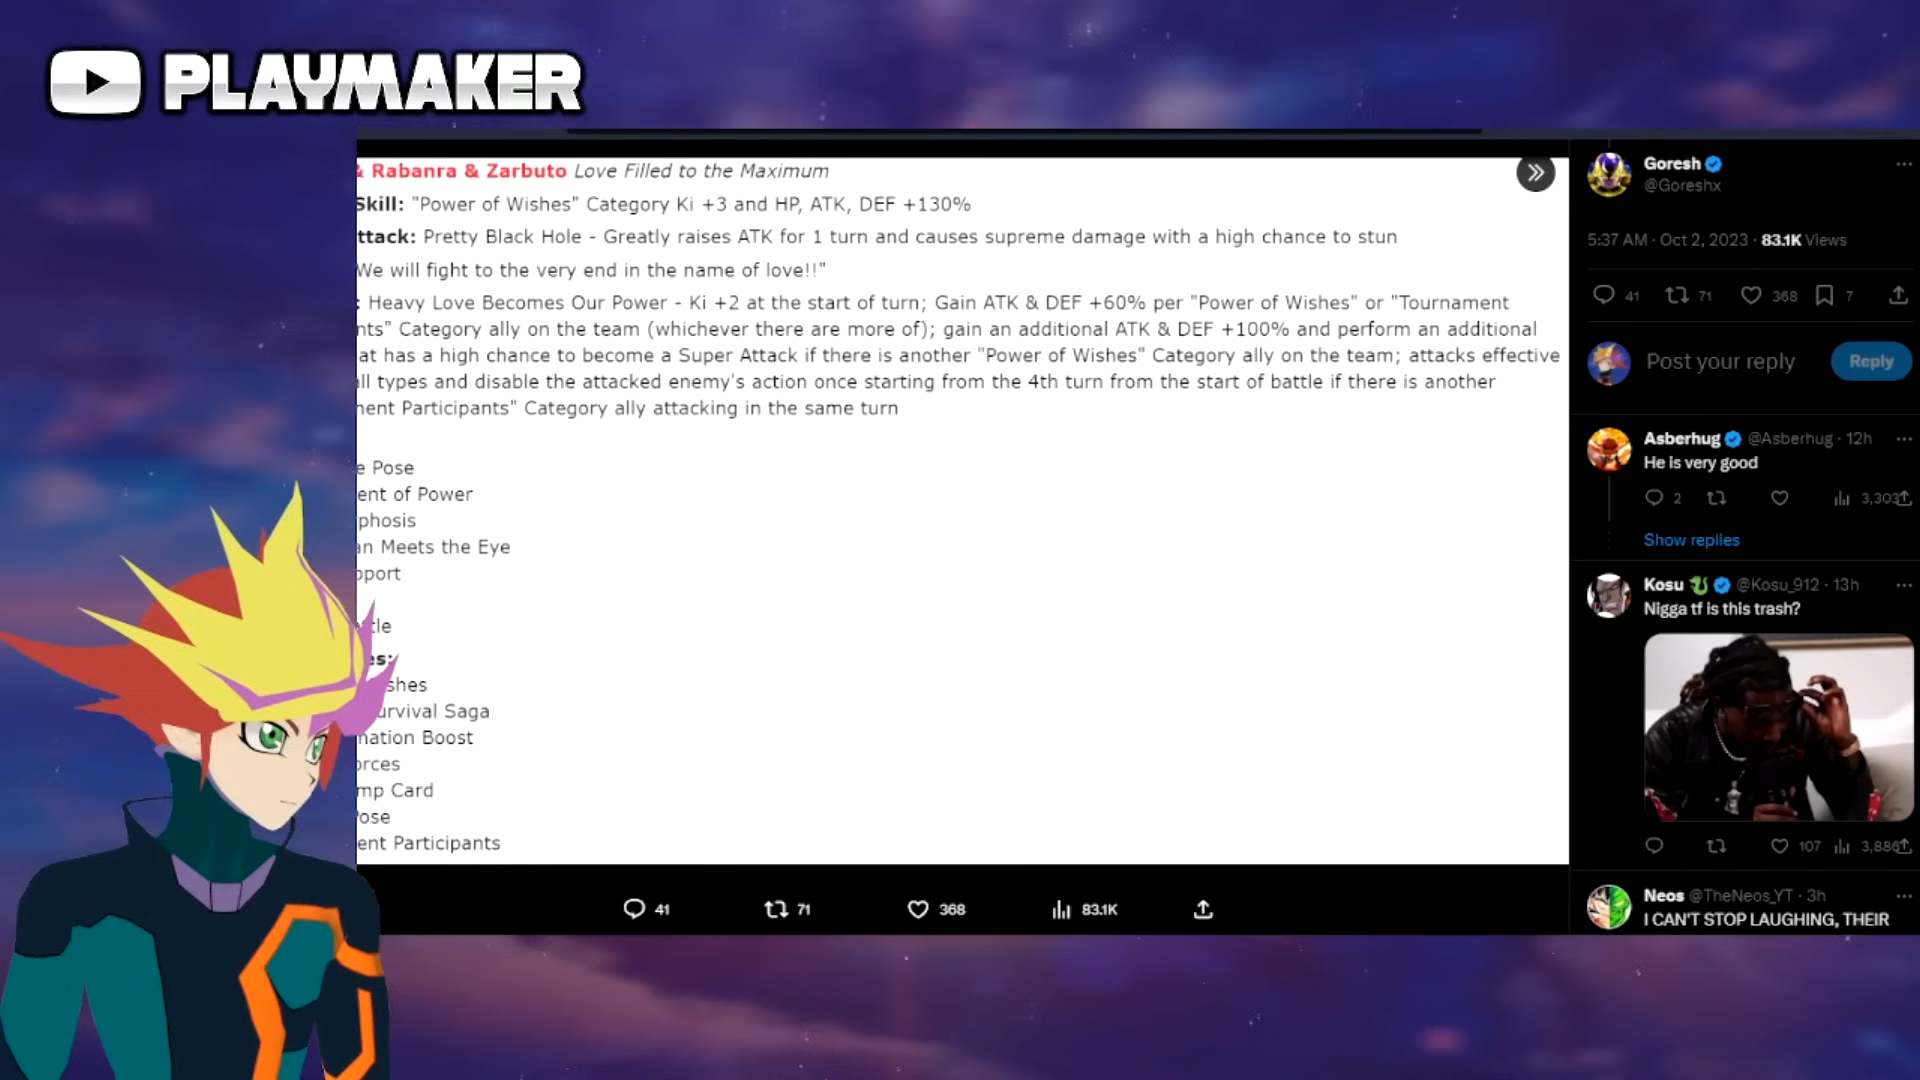 PLAYMAKER
& Rabanra & Zarbuto Love Filled to the Maximum
Skill: "Power of Wishes" Category Ki +3 and HP, ATK, DEF +130%
ttack: Pretty Black Hole - Greatly raises ATK for 1 turn and causes supreme damage with a high chance to stun
We will fight to the very end in the name of love!!"
: Heavy Love Becomes Our Power - Ki +2 at the start of turn; Gain ATK & DEF +60% per "Power of Wishes" or "Tournament
nts" Category ally on the team (whichever there are more of); gain an additional ATK & DEF +100% and perform an additional
at has a high chance to become a Super Attack if there is another "Power of Wishes" Category ally on the team; attacks effective
ll types and disable the attacked enemy's action once starting from the 4th turn from the start of battle if there is another
nent Participants" Category ally attacking in the same turn
e Pose
ent of Power
phosis
an Meets the Eye
pport
tle
es:
shes
urvival Saga
mation Boost
orces
mp Card
Pose
ent Participants
41 71 368 83.1K
Goresh
@Goreshx
5:37 AM · Oct 2, 2023 · 83.1K Views
41 71 368 7
Post your reply Reply
Asberhug @Asberhug · 12h
He is very good
2 3,303
Show replies
Kosu @Kosu_912 · 13h
Nigga tf is this trash?
107 3,886
Neos @TheNeos_YT · 3h
I CAN'T STOP LAUGHING, THEIR